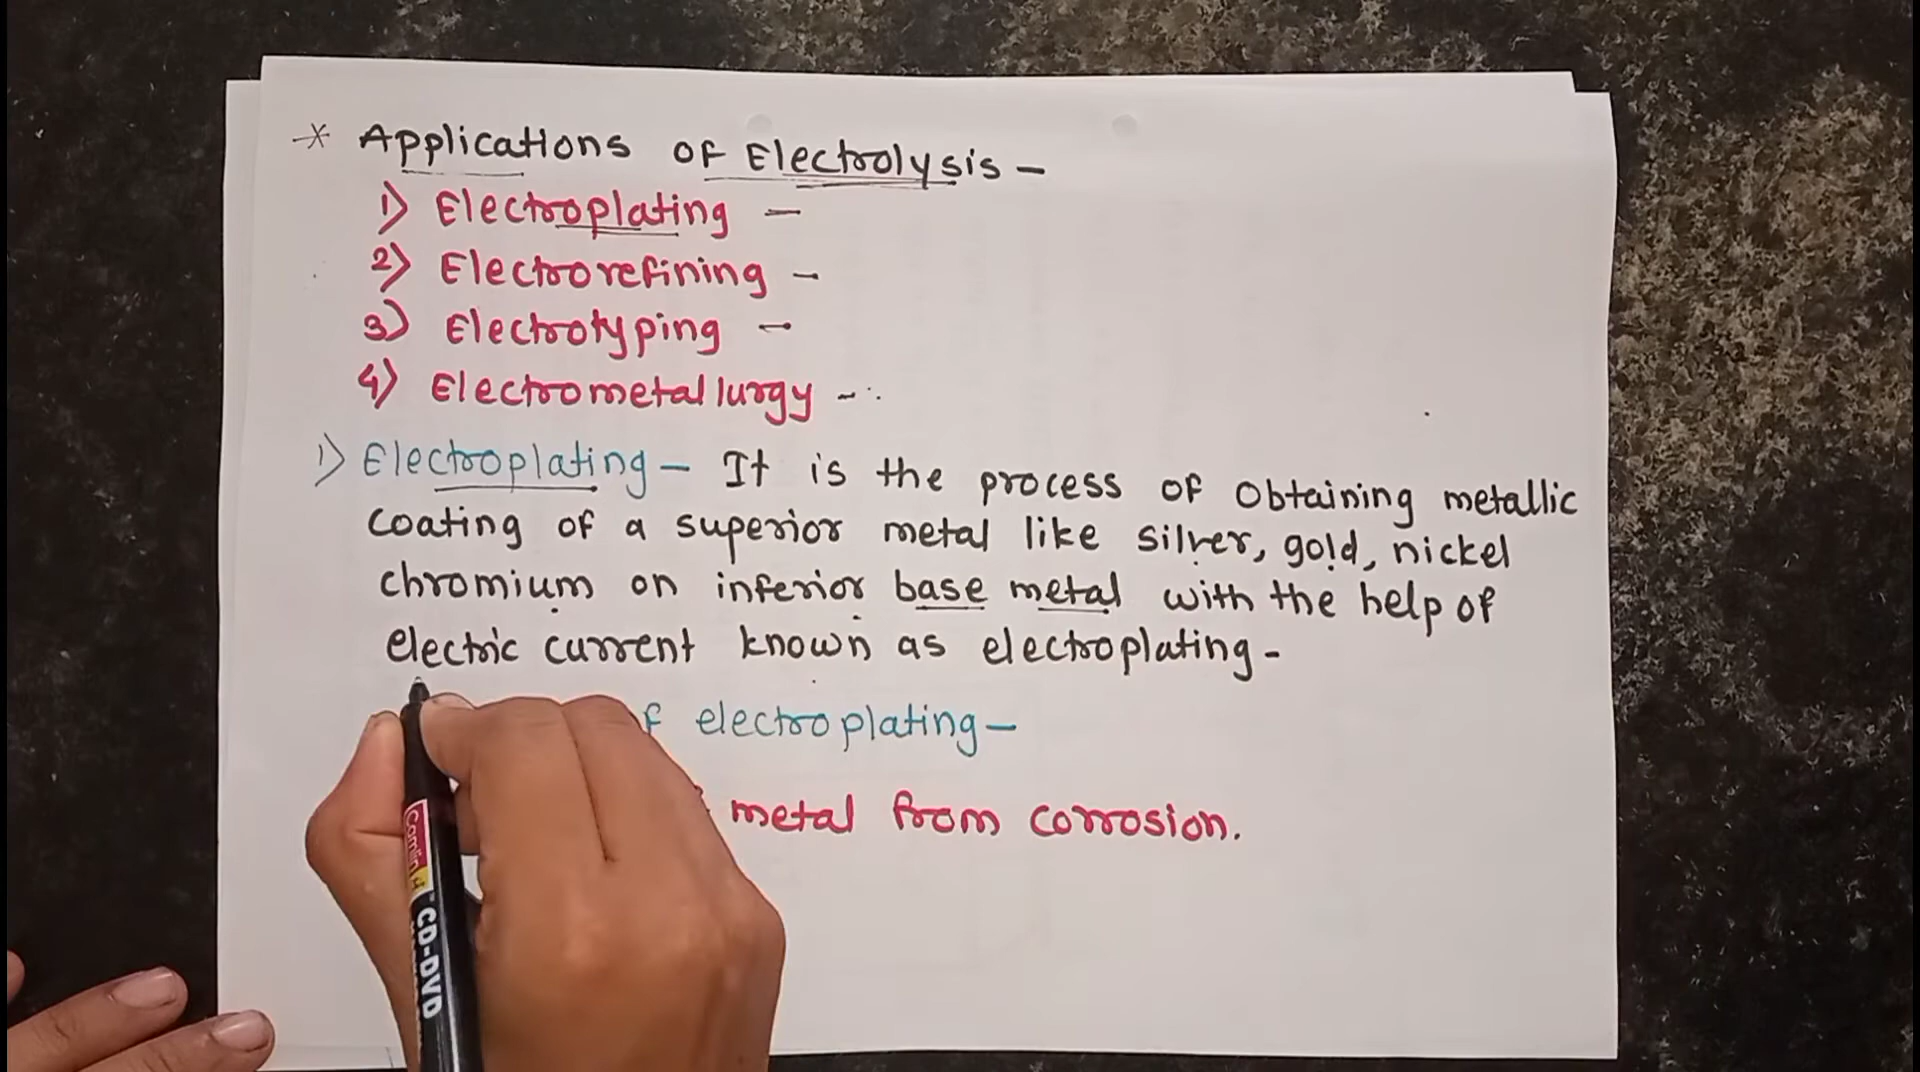 * Applications of Electrolysis –
1) Electroplating –
2) Electrorefining –
3) Electrotyping –
4) Electrometallurgy –
1) Electroplating – It is the process of obtaining metallic
coating of a superior metal like silver, gold, nickel
chromium on inferior base metal with the help of
electric current known as electroplating –
electroplating –
metal from corrosion.
Camlin
CD-DVD